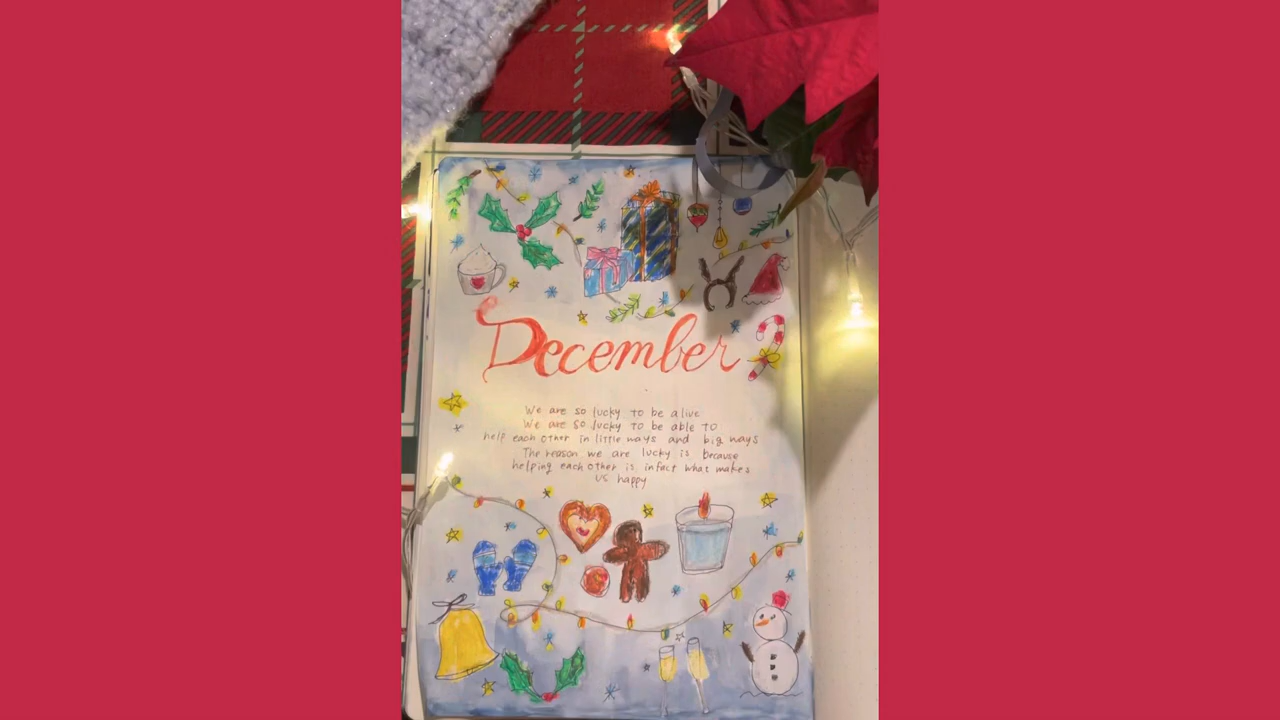 December
We are so lucky to be alive
We are so lucky to be able to
help each other in little ways and big ways
The reason we are lucky is because
helping each other is infact what makes
us happy